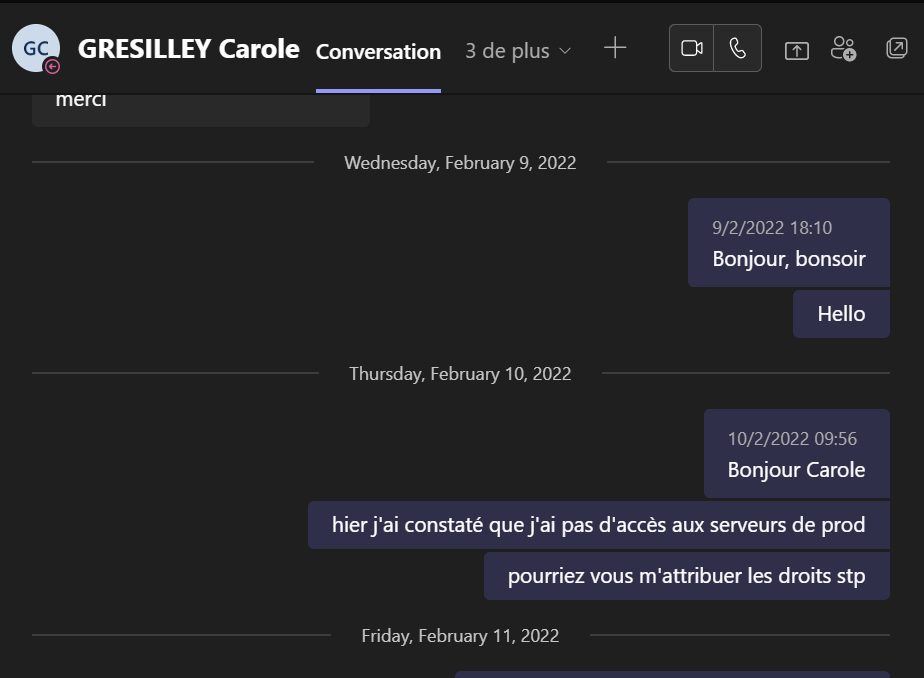 GC GRESILLEY Carole Conversation 3 de plus
merci
Wednesday, February 9, 2022
9/2/2022 18:10
Bonjour, bonsoir
Hello
Thursday, February 10, 2022
10/2/2022 09:56
Bonjour Carole
hier j'ai constaté que j'ai pas d'accès aux serveurs de prod
pourriez vous m'attribuer les droits stp
Friday, February 11, 2022